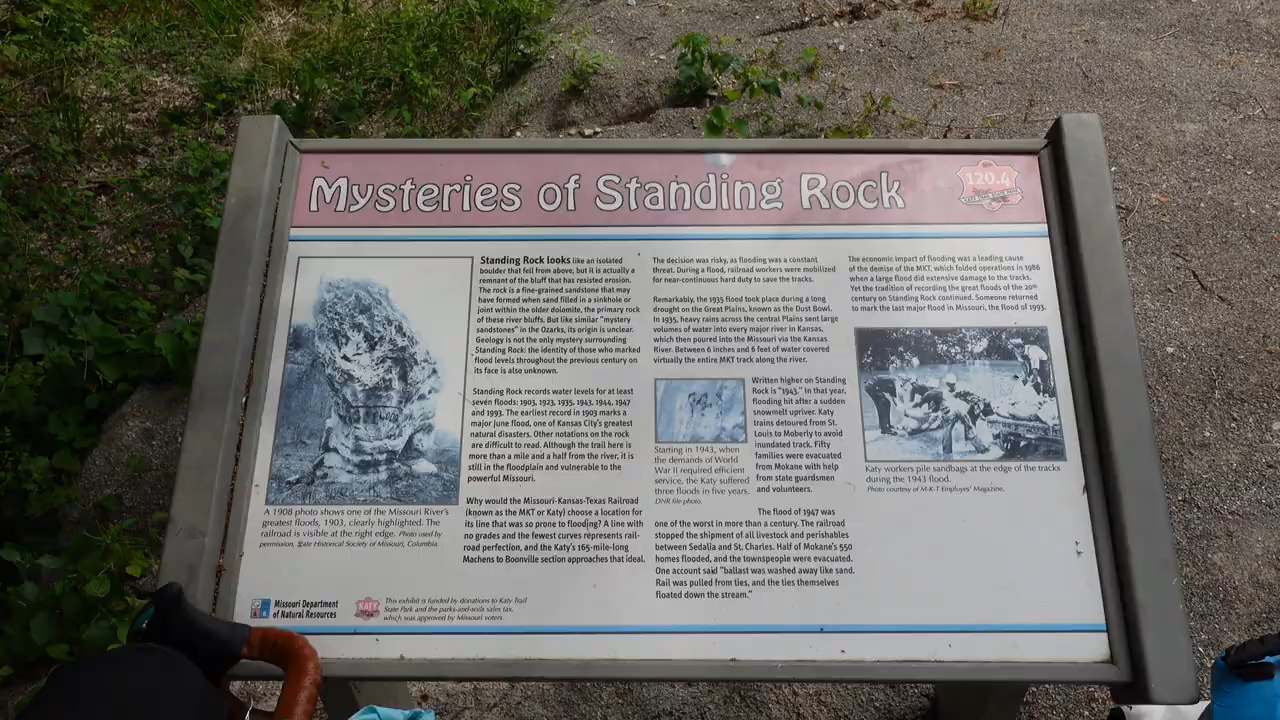 Mysteries of Standing Rock
120.4
Standing Rock looks like an isolated
boulder that fell from above, but it is actually a
remnant of the bluff that has resisted erosion.
The rock is a fine-grained sandstone that may
have formed when sand filled in a sinkhole or
joint within the older dolomite, the primary rock
of these river bluffs. But like similar "mystery
sandstones" in the Ozarks, its origin is unclear.
Geology is not the only mystery surrounding
Standing Rock: the identity of those who marked
flood levels throughout the previous century on
its face is also unknown.
Standing Rock records water levels for at least
seven floods: 1903, 1923, 1935, 1943, 1944, 1947
and 1993. The earliest record in 1903 marks a
major June flood, one of Kansas City's greatest
natural disasters. Other notations on the rock
are difficult to read. Although the trail here is
more than a mile and a half from the river, it is
still in the floodplain and vulnerable to the
powerful Missouri.
Why would the Missouri-Kansas-Texas Railroad
(known as the MKT or Katy) choose a location for
its line that was so prone to flooding? A line with
no grades and the fewest curves represents rail-
road perfection, and the Katy's 165-mile-long
Machens to Boonville section approaches that ideal.
A 1908 photo shows one of the Missouri River's
greatest floods, 1903, clearly highlighted. The
railroad is visible at the right edge. Photo used by
permission, State Historical Society of Missouri, Columbia.
The decision was risky, as flooding was a constant
threat. During a flood, railroad workers were mobilized
for near-continuous hard duty to save the tracks.
Remarkably, the 1935 flood took place during a long
drought on the Great Plains, known as the Dust Bowl.
In 1935, heavy rains across the central Plains sent large
volumes of water into every major river in Kansas,
which then poured into the Missouri via the Kansas
River. Between 6 inches and 6 feet of water covered
virtually the entire MKT track along the river.
Written higher on Standing
Rock is "1943." In that year,
flooding hit after a sudden
snowmelt upriver. Katy
trains detoured from St.
Louis to Moberly to avoid
inundated track. Fifty
families were evacuated
from Mokane with help
from state guardsmen
and volunteers.
Starting in 1943, when
the demands of World
War II required efficient
service, the Katy suffered
three floods in five years.
DNR file photo.
The flood of 1947 was
one of the worst in more than a century. The railroad
stopped the shipment of all livestock and perishables
between Sedalia and St. Charles. Half of Mokane's 550
homes flooded, and the townspeople were evacuated.
One account said "ballast was washed away like sand.
Rail was pulled from ties, and the ties themselves
floated down the stream."
The economic impact of flooding was a leading cause
of the demise of the MKT, which folded operations in 1986
when a large flood did extensive damage to the tracks.
Yet the tradition of recording the great floods of the 20th
century on Standing Rock continued. Someone returned
to mark the last major flood in Missouri, the flood of 1993.
Katy workers pile sandbags at the edge of the tracks
during the 1943 flood.
Photo courtesy of M-K-T Employes' Magazine.
Missouri Department
of Natural Resources
KATY
This exhibit is funded by donations to Katy Trail
State Park and the parks-and-soils sales tax,
which was approved by Missouri voters.